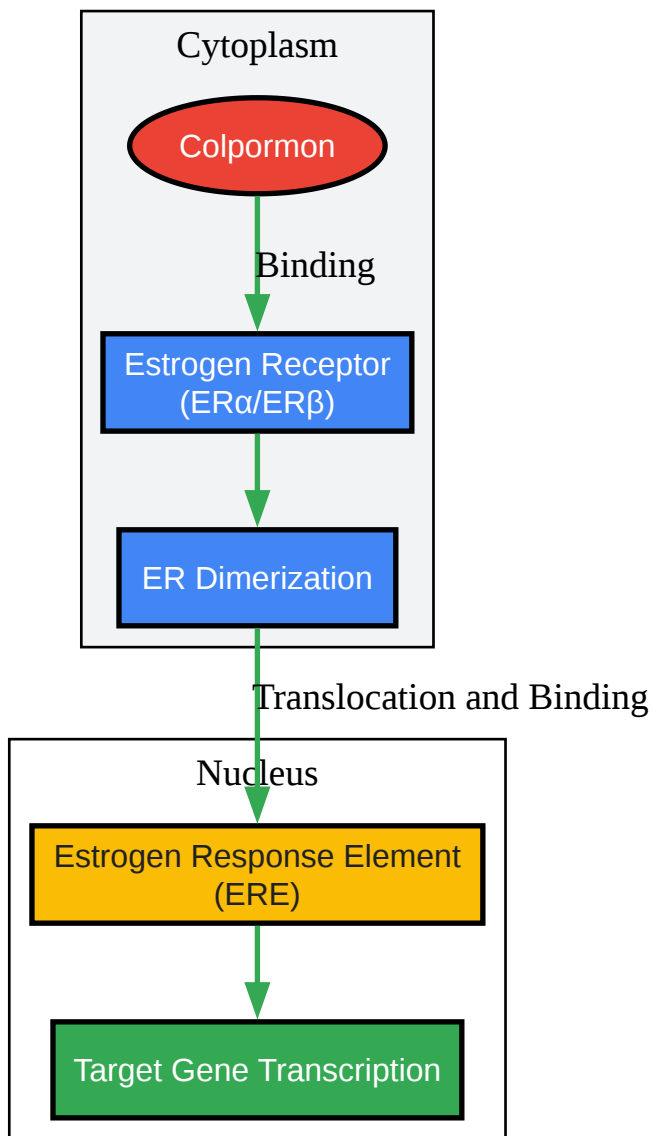 Cytoplasm
Colpormon
Binding
Estrogen Receptor
(ERα/ERβ)
ER Dimerization
Translocation and Binding
Nucleus
Estrogen Response Element
(ERE)
Target Gene Transcription